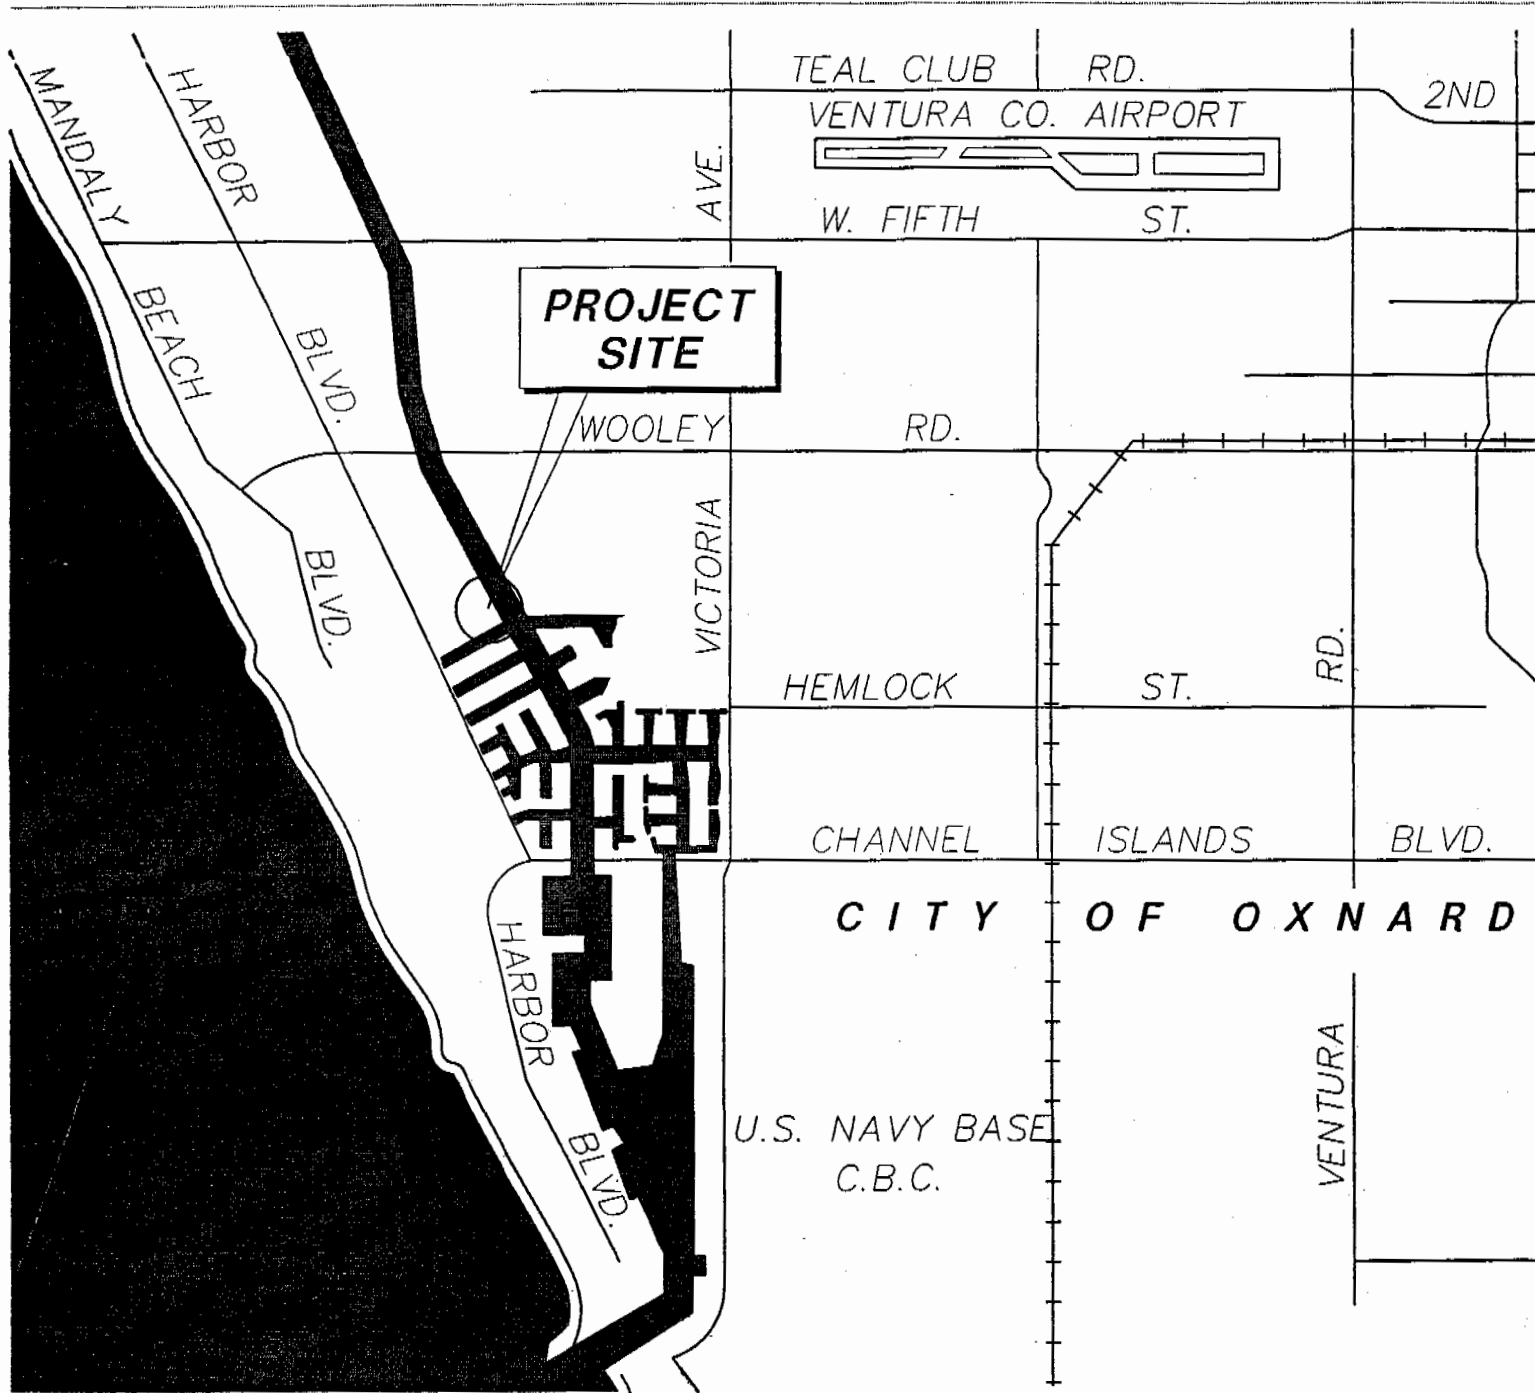 TEAL CLUB RD.
2ND
VENTURA CO. AIRPORT
MANDALY
BEACH
BLVD.
HARBOR
BLVD.
AVE.
W. FIFTH ST.
PROJECT
SITE
WOOLEY RD.
VICTORIA
HEMLOCK ST.
RD.
CHANNEL ISLANDS BLVD.
CITY OF OXNARD
HARBOR
BLVD.
U.S. NAVY BASE
C.B.C.
VENTURA